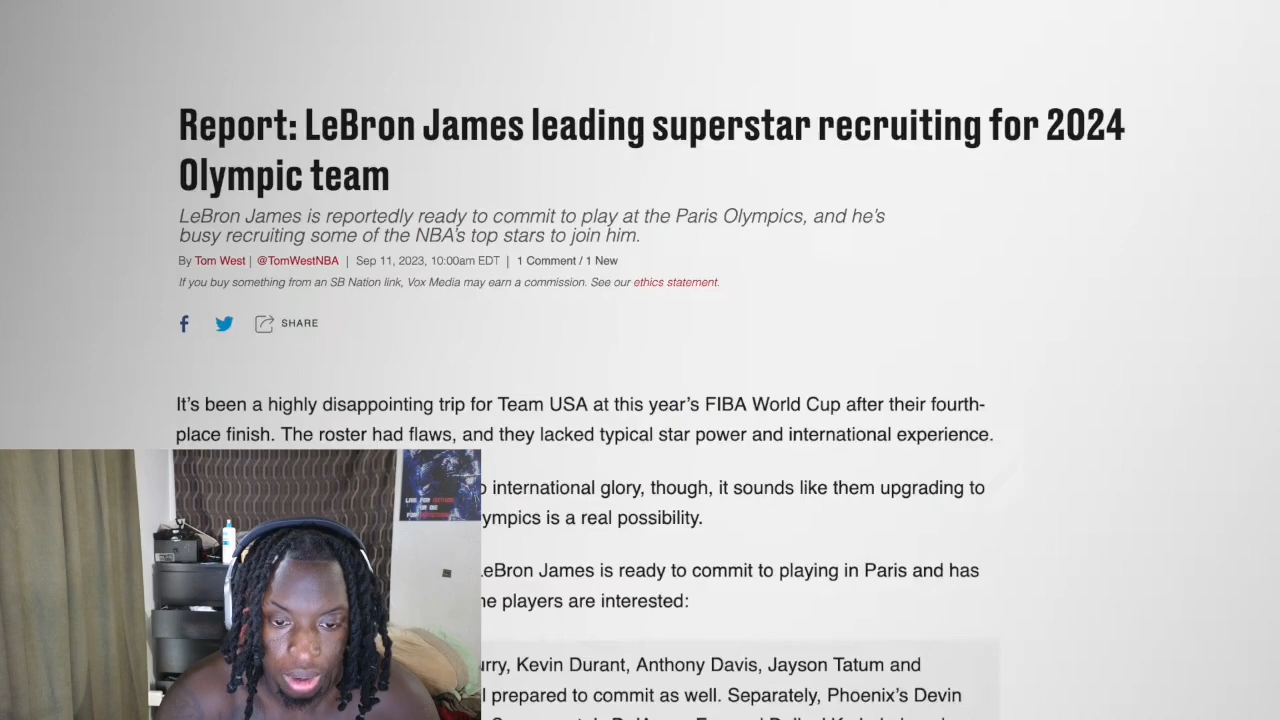 Report: LeBron James leading superstar recruiting for 2024
Olympic team
LeBron James is reportedly ready to commit to play at the Paris Olympics, and he's
busy recruiting some of the NBA's top stars to join him.
By Tom West | @TomWestNBA | Sep 11, 2023, 10:00am EDT | 1 Comment / 1 New
If you buy something from an SB Nation link, Vox Media may earn a commission. See our ethics statement.
SHARE
It's been a highly disappointing trip for Team USA at this year's FIBA World Cup after their fourth-
place finish. The roster had flaws, and they lacked typical star power and international experience.
international glory, though, it sounds like them upgrading to
ympics is a real possibility.
eBron James is ready to commit to playing in Paris and has
players are interested:
urry, Kevin Durant, Anthony Davis, Jayson Tatum and
prepared to commit as well. Separately, Phoenix's Devin
LIVE FOR
OR DIE
FOR